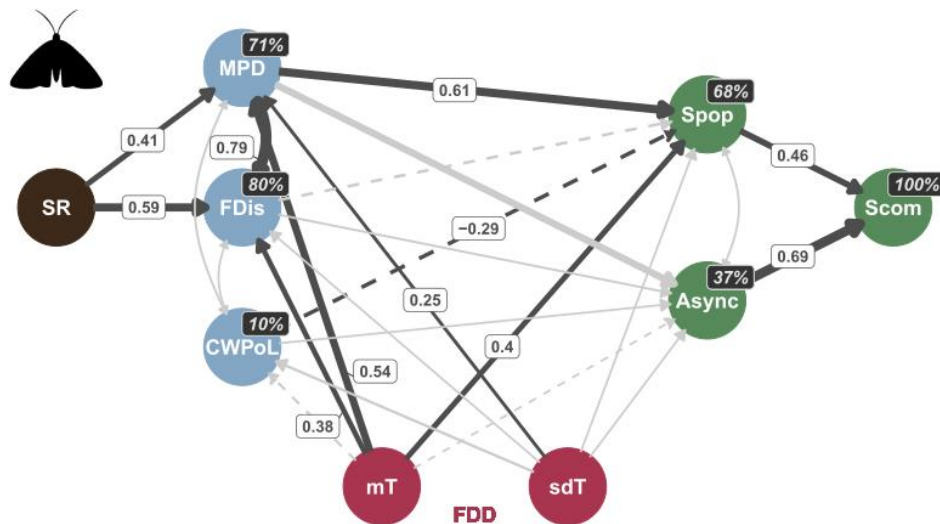 71%
MPD
0.61
68%
Spop
0.41
0.79
0.46
80%
100%
SR
0.59
FDis
Scom
−0.29
0.69
37%
Async
0.25
10%
CWPoL
0.4
0.54
0.38
mT
sdT
FDD